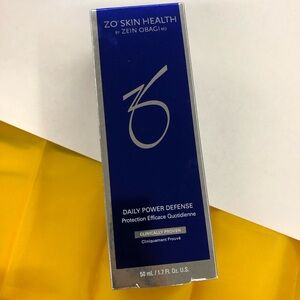 ZO SKIN HEALTH
BY ZEIN OBAGI MD
DAILY POWER DEFENSE
Protection Efficace Quotidienne
CLINICALLY PROVEN
Cliniquement Prouvé
50 mL / 1.7 Fl. Oz. U.S.